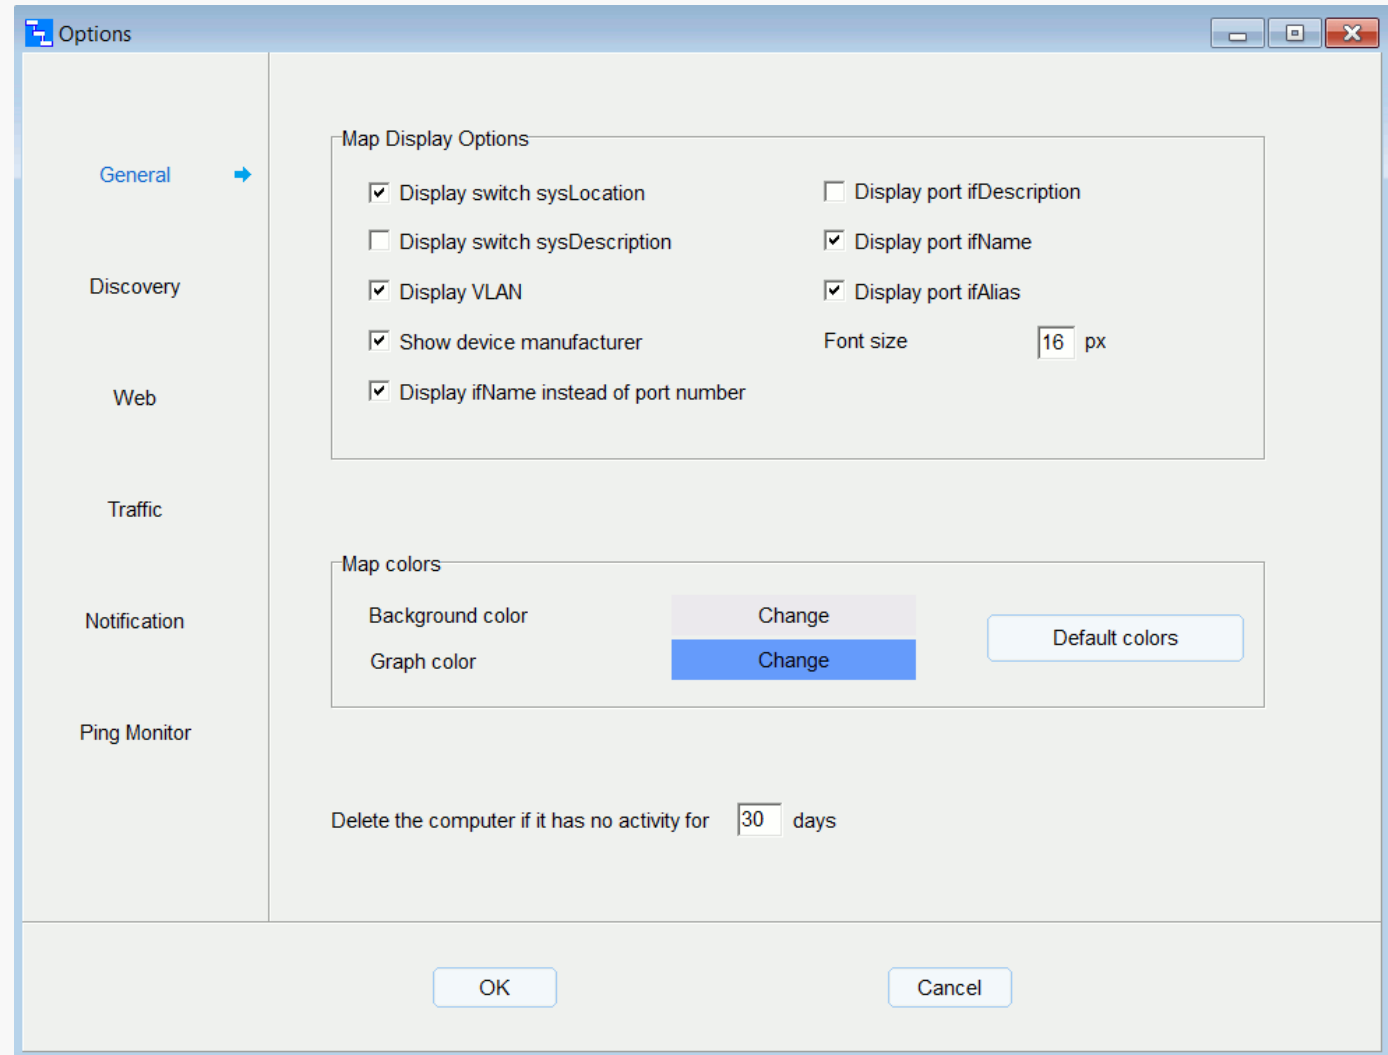 Options
General
Discovery
Web
Traffic
Notification
Ping Monitor
Map Display Options
Display switch sysLocation
Display port ifDescription
Display switch sysDescription
Display port ifName
Display VLAN
Display port ifAlias
Show device manufacturer
Font size 16 px
Display ifName instead of port number
Map colors
Background color Change
Default colors
Graph color Change
Delete the computer if it has no activity for 30 days
OK
Cancel